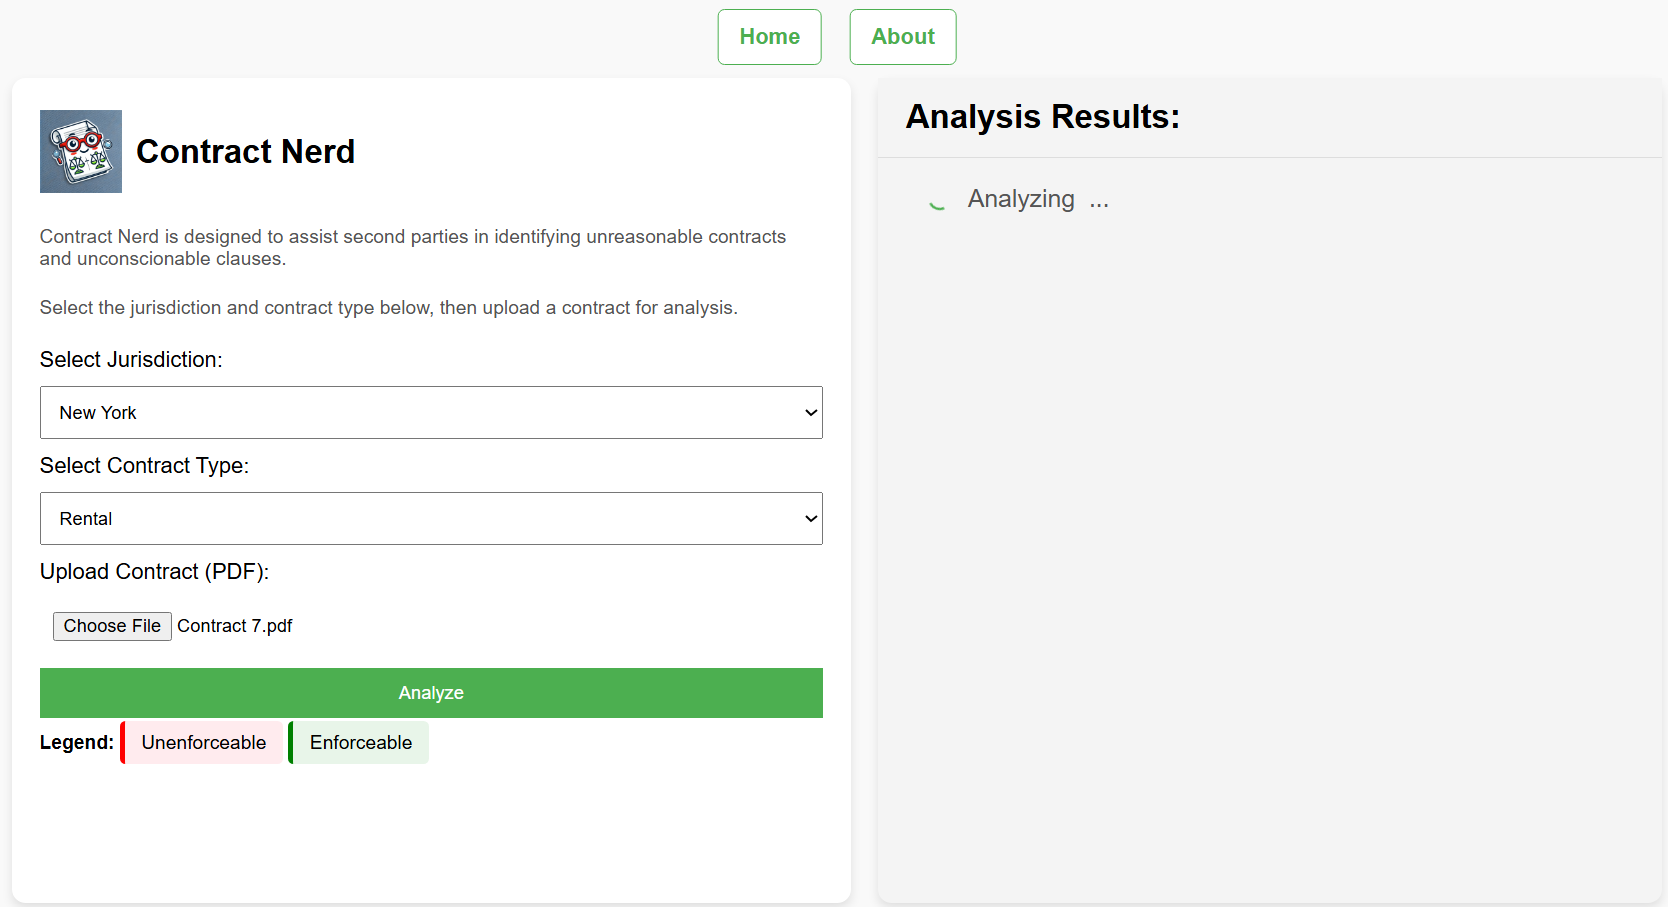 Home
About
Contract Nerd
Contract Nerd is designed to assist second parties in identifying unreasonable contracts
and unconscionable clauses.
Select the jurisdiction and contract type below, then upload a contract for analysis.
Select Jurisdiction:
New York
Select Contract Type:
Rental
Upload Contract (PDF):
Choose File Contract 7.pdf
Analyze
Legend: Unenforceable Enforceable
Analysis Results:
Analyzing ...